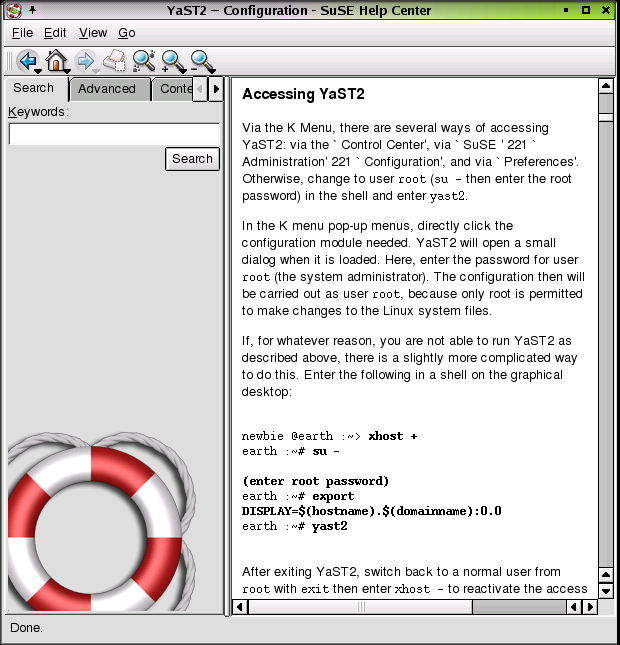 YaST2 – Configuration - SuSE Help Center
File Edit View Go
Search Advanced Conte
Keywords:
Search
Accessing YaST2
Via the K Menu, there are several ways of accessing
YaST2: via the ` Control Center', via ` SuSE ' 221 `
Administration' 221 ` Configuration', and via ` Preferences'.
Otherwise, change to user root (su - then enter the root
password) in the shell and enter yast2.
In the K menu pop-up menus, directly click the
configuration module needed. YaST2 will open a small
dialog when it is loaded. Here, enter the password for user
root (the system administrator). The configuration then will
be carried out as user root, because only root is permitted
to make changes to the Linux system files.
If, for whatever reason, you are not able to run YaST2 as
described above, there is a slightly more complicated way
to do this. Enter the following in a shell on the graphical
desktop:
newbie @earth :~> xhost +
earth :~# su -
(enter root password)
earth :~# export
DISPLAY=$(hostname).$(domainname):0.0
earth :~# yast2
After exiting YaST2, switch back to a normal user from
root with exit then enter xhost - to reactivate the access
Done.